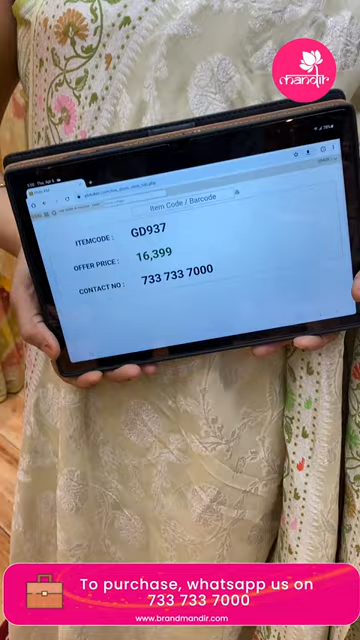 mandir
Item Code / Barcode
ITEMCODE : GD937
OFFER PRICE : 16,399
CONTACT NO : 733 733 7000
To purchase, whatsapp us on
733 733 7000
www.brandmandir.com